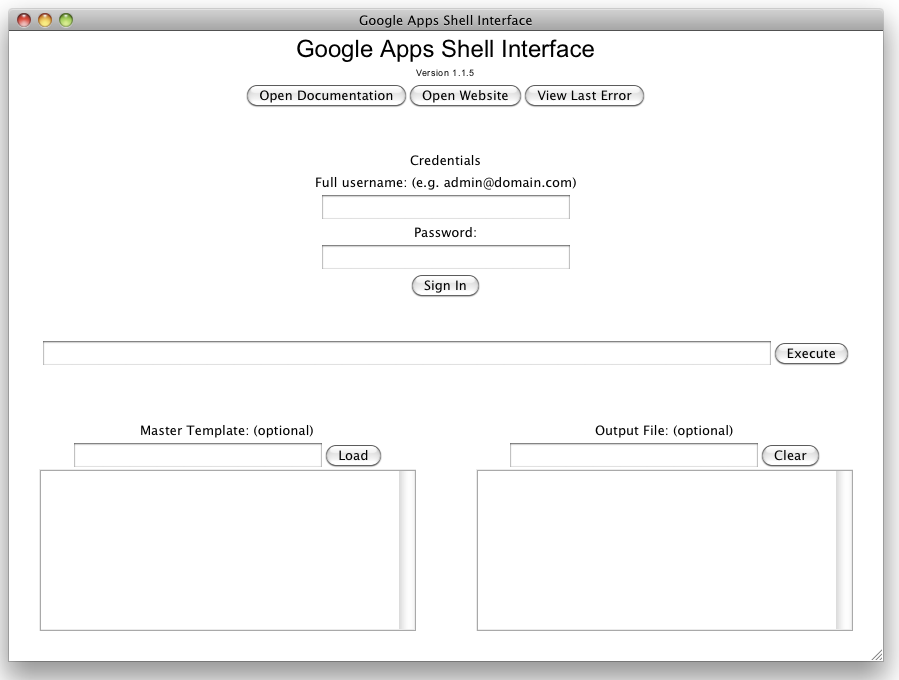 Google Apps Shell Interface
Google Apps Shell Interface
Version 1.1.5
Open Documentation Open Website View Last Error
Credentials
Full username: (e.g. admin@domain.com)
Password:
Sign In
Execute
Master Template: (optional)
Load
Output File: (optional)
Clear